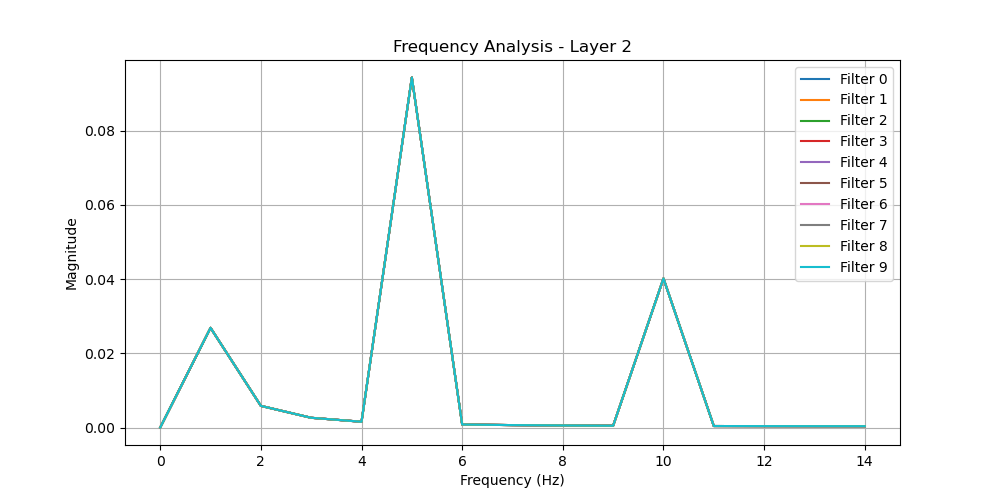 Frequency Analysis - Layer 2
Filter 0
Filter 1
Filter 2
Filter 3
Filter 4
Filter 5
Filter 6
Filter 7
Filter 8
Filter 9
Magnitude
0.08
0.06
0.04
0.02
0.00
0 2 4 6 8 10 12 14
Frequency (Hz)